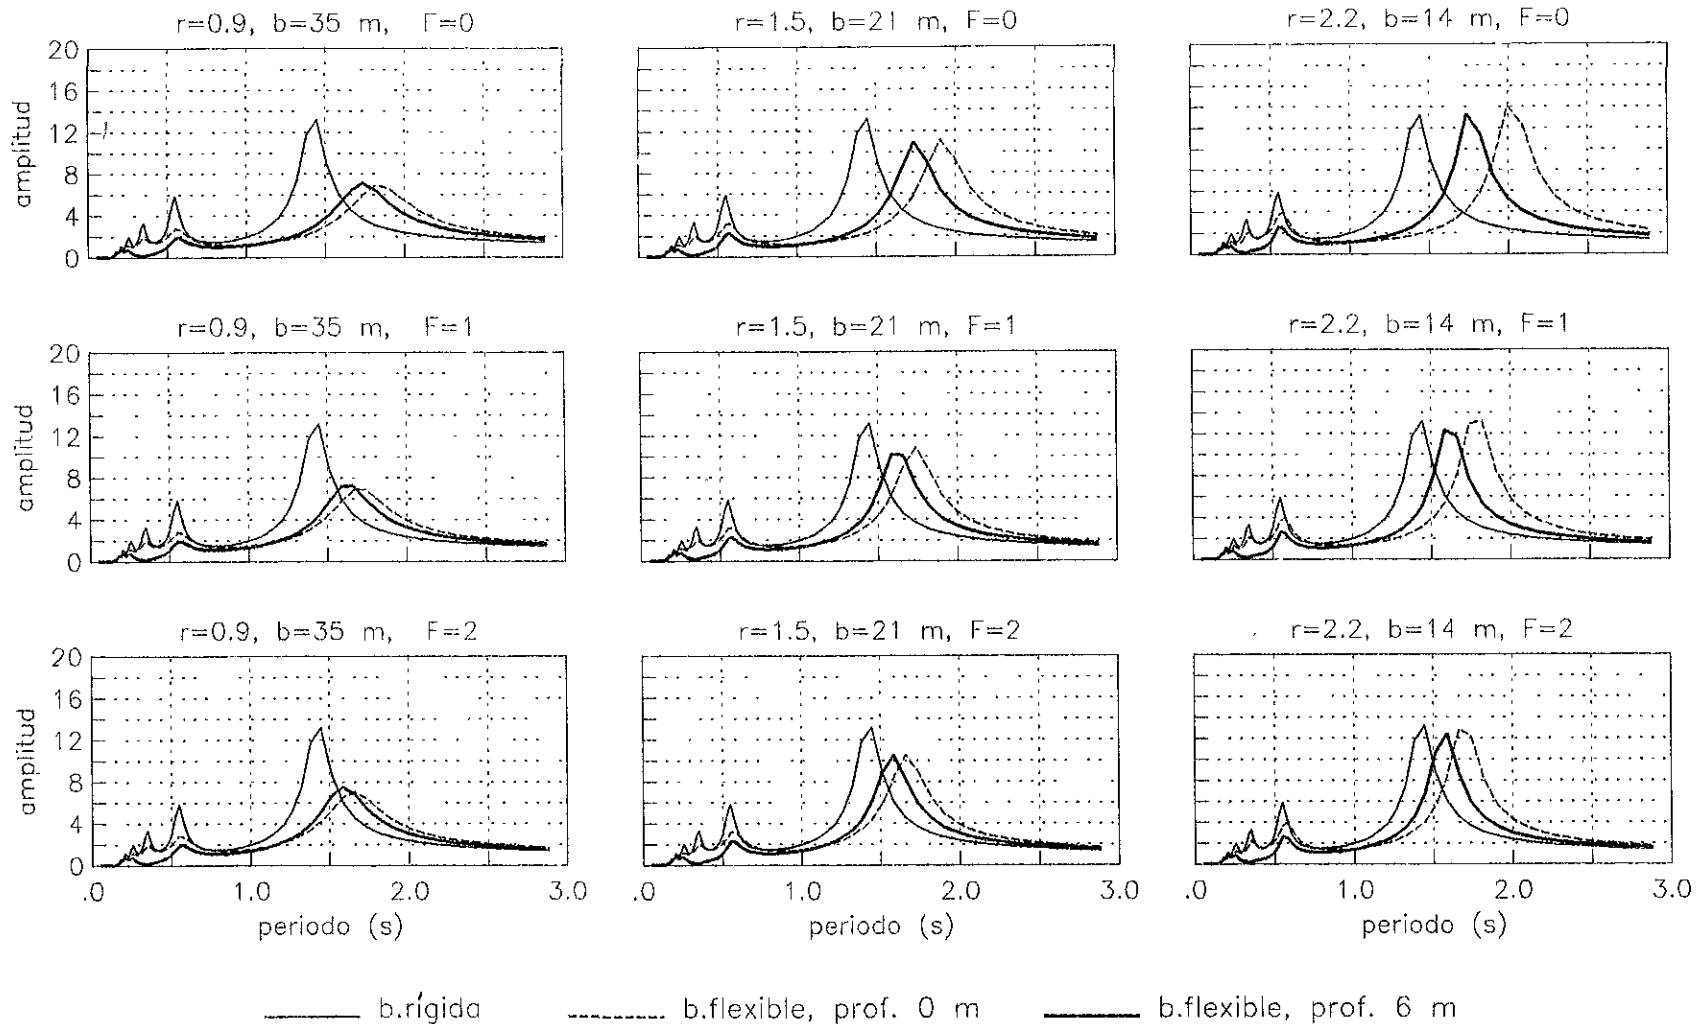 r=0.9, b=35 m, F=0
r=1.5, b=21 m, F=0
r=2.2, b=14 m, F=0
20
16
12
8
4
0
amplitud
r=0.9, b=35 m, F=1
r=1.5, b=21 m, F=1
r=2.2, b=14 m, F=1
20
16
12
8
4
0
amplitud
r=0.9, b=35 m, F=2
r=1.5, b=21 m, F=2
r=2.2, b=14 m, F=2
20
16
12
8
4
0
amplitud
.0 1.0 2.0 3.0
periodo (s)
.0 1.0 2.0 3.0
periodo (s)
.0 1.0 2.0 3.0
periodo (s)
b.rígida
b.flexible, prof. 0 m
b.flexible, prof. 6 m